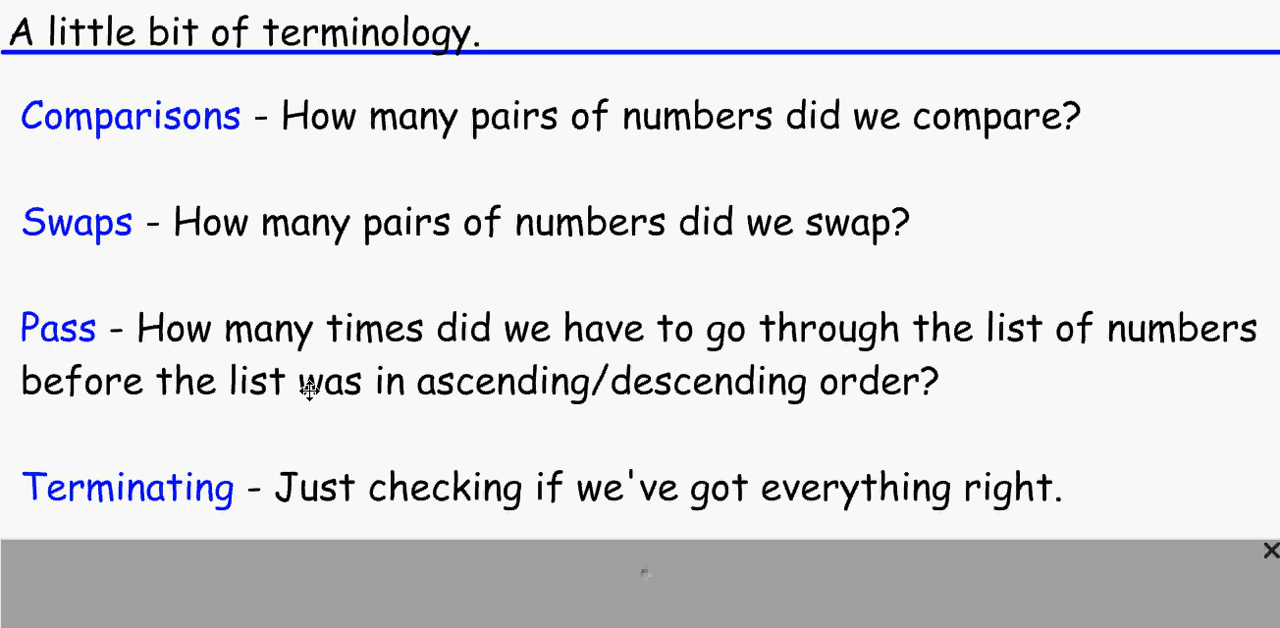 A little bit of terminology.
Comparisons - How many pairs of numbers did we compare?
Swaps - How many pairs of numbers did we swap?
Pass - How many times did we have to go through the list of numbers
before the list was in ascending/descending order?
Terminating - Just checking if we've got everything right.